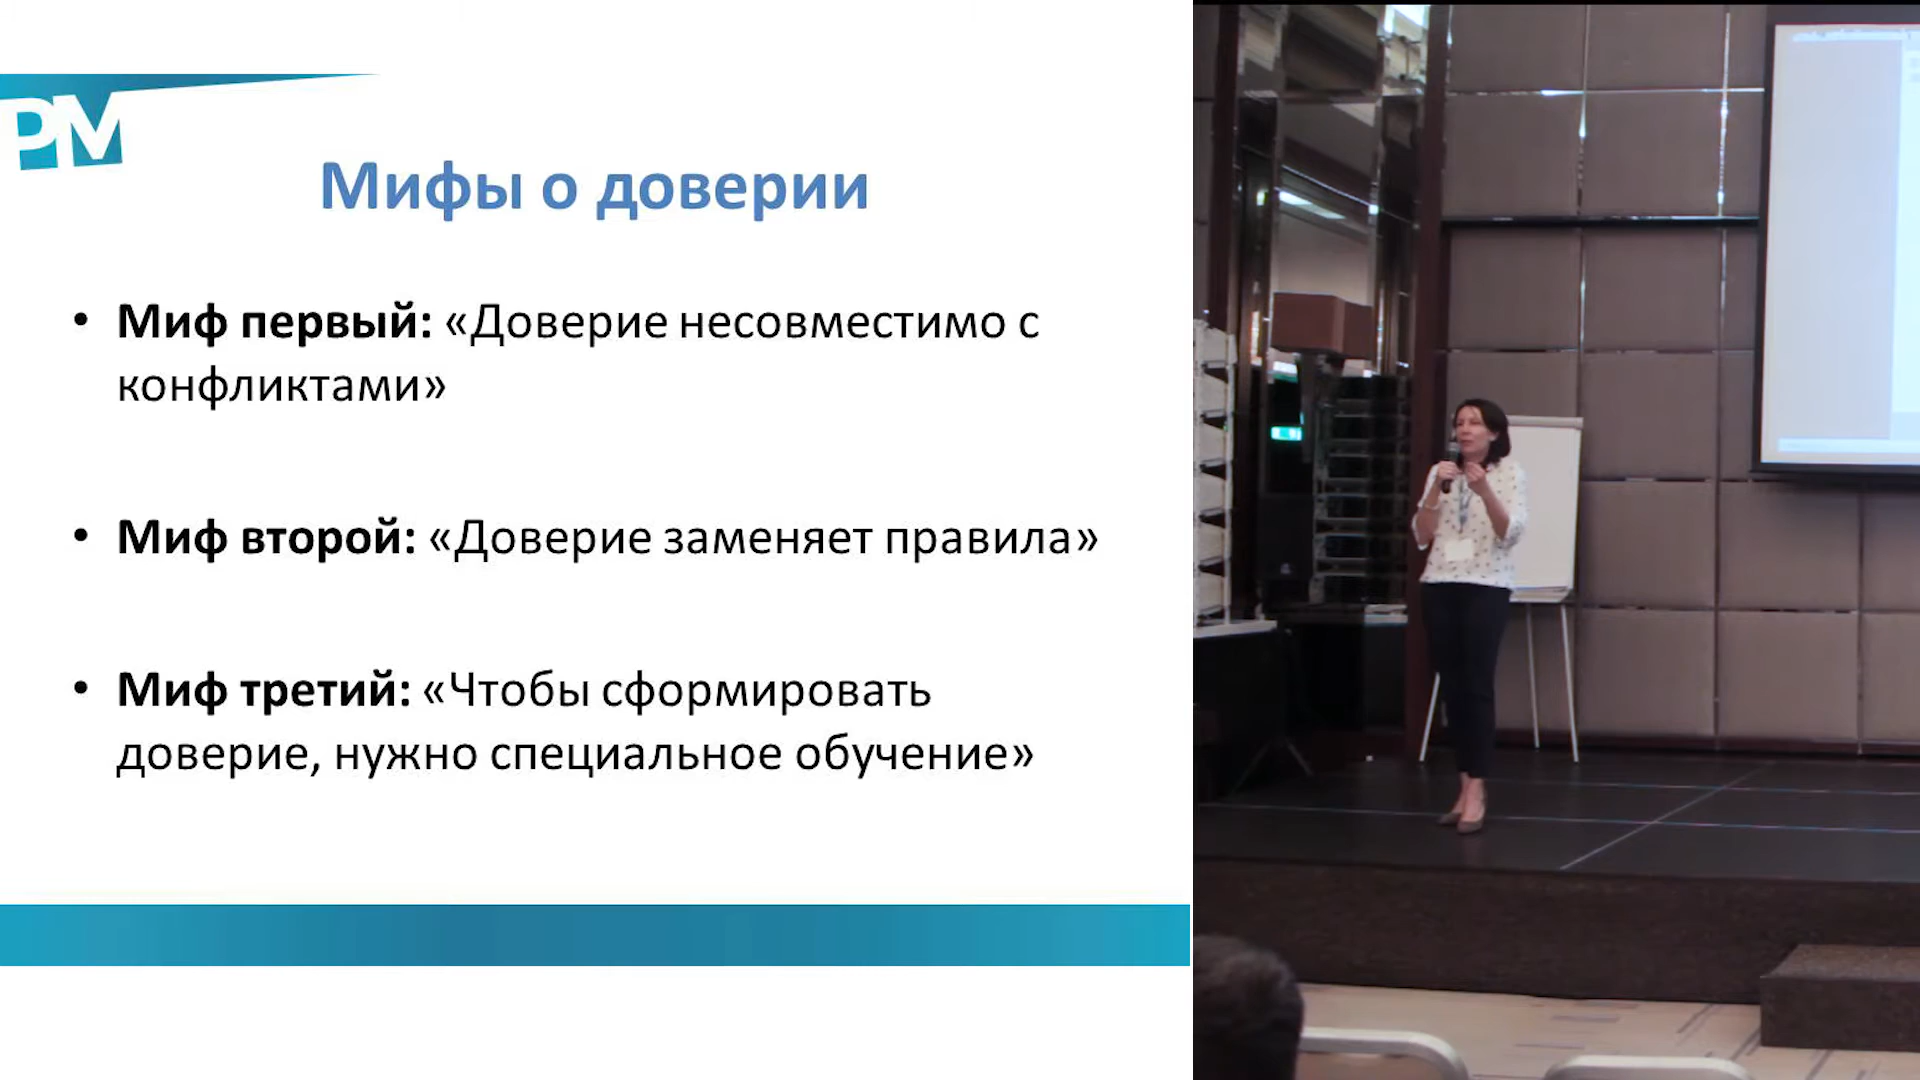 PM
Мифы о доверии
• Миф первый: «Доверие несовместимо с
конфликтами»
• Миф второй: «Доверие заменяет правила»
• Миф третий: «Чтобы сформировать
доверие, нужно специальное обучение»